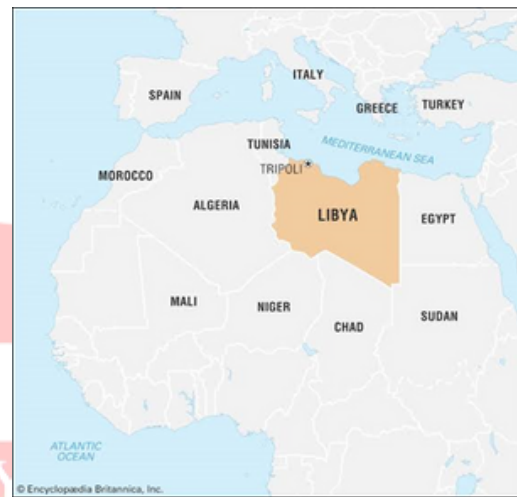 ITALY
SPAIN
GREECE
TURKEY
TUNISIA
MEDITERRANEAN SEA
TRIPOLI
MOROCCO
ALGERIA
LIBYA
EGYPT
MALI
NIGER
CHAD
SUDAN
ATLANTIC
OCEAN
© Encyclopædia Britannica, Inc.